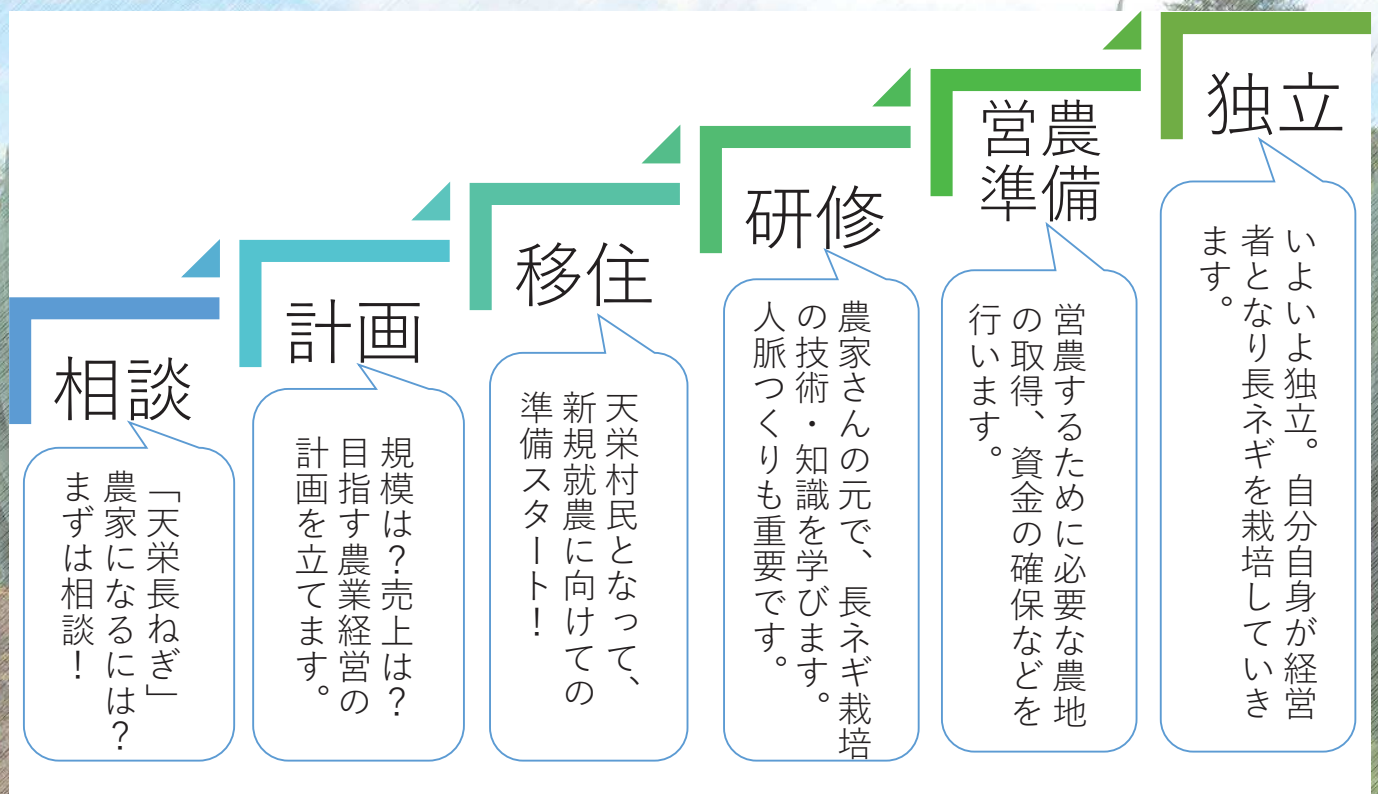 相談
「天栄長ねぎ」
農家になるには？
まずは相談！
計画
規模は？売上は？
目指す農業経営の
計画を立てます。
移住
天栄村民となって、
新規就農に向けての
準備スタート！
研修
農家さんの元で、長ネギ栽培
の技術・知識を学びます。
人脈つくりも重要です。
営農
準備
営農するために必要な農地
の取得、資金の確保などを
行います。
独立
いよいよ独立。自分自身が経営
者となり長ネギを栽培していき
ます。